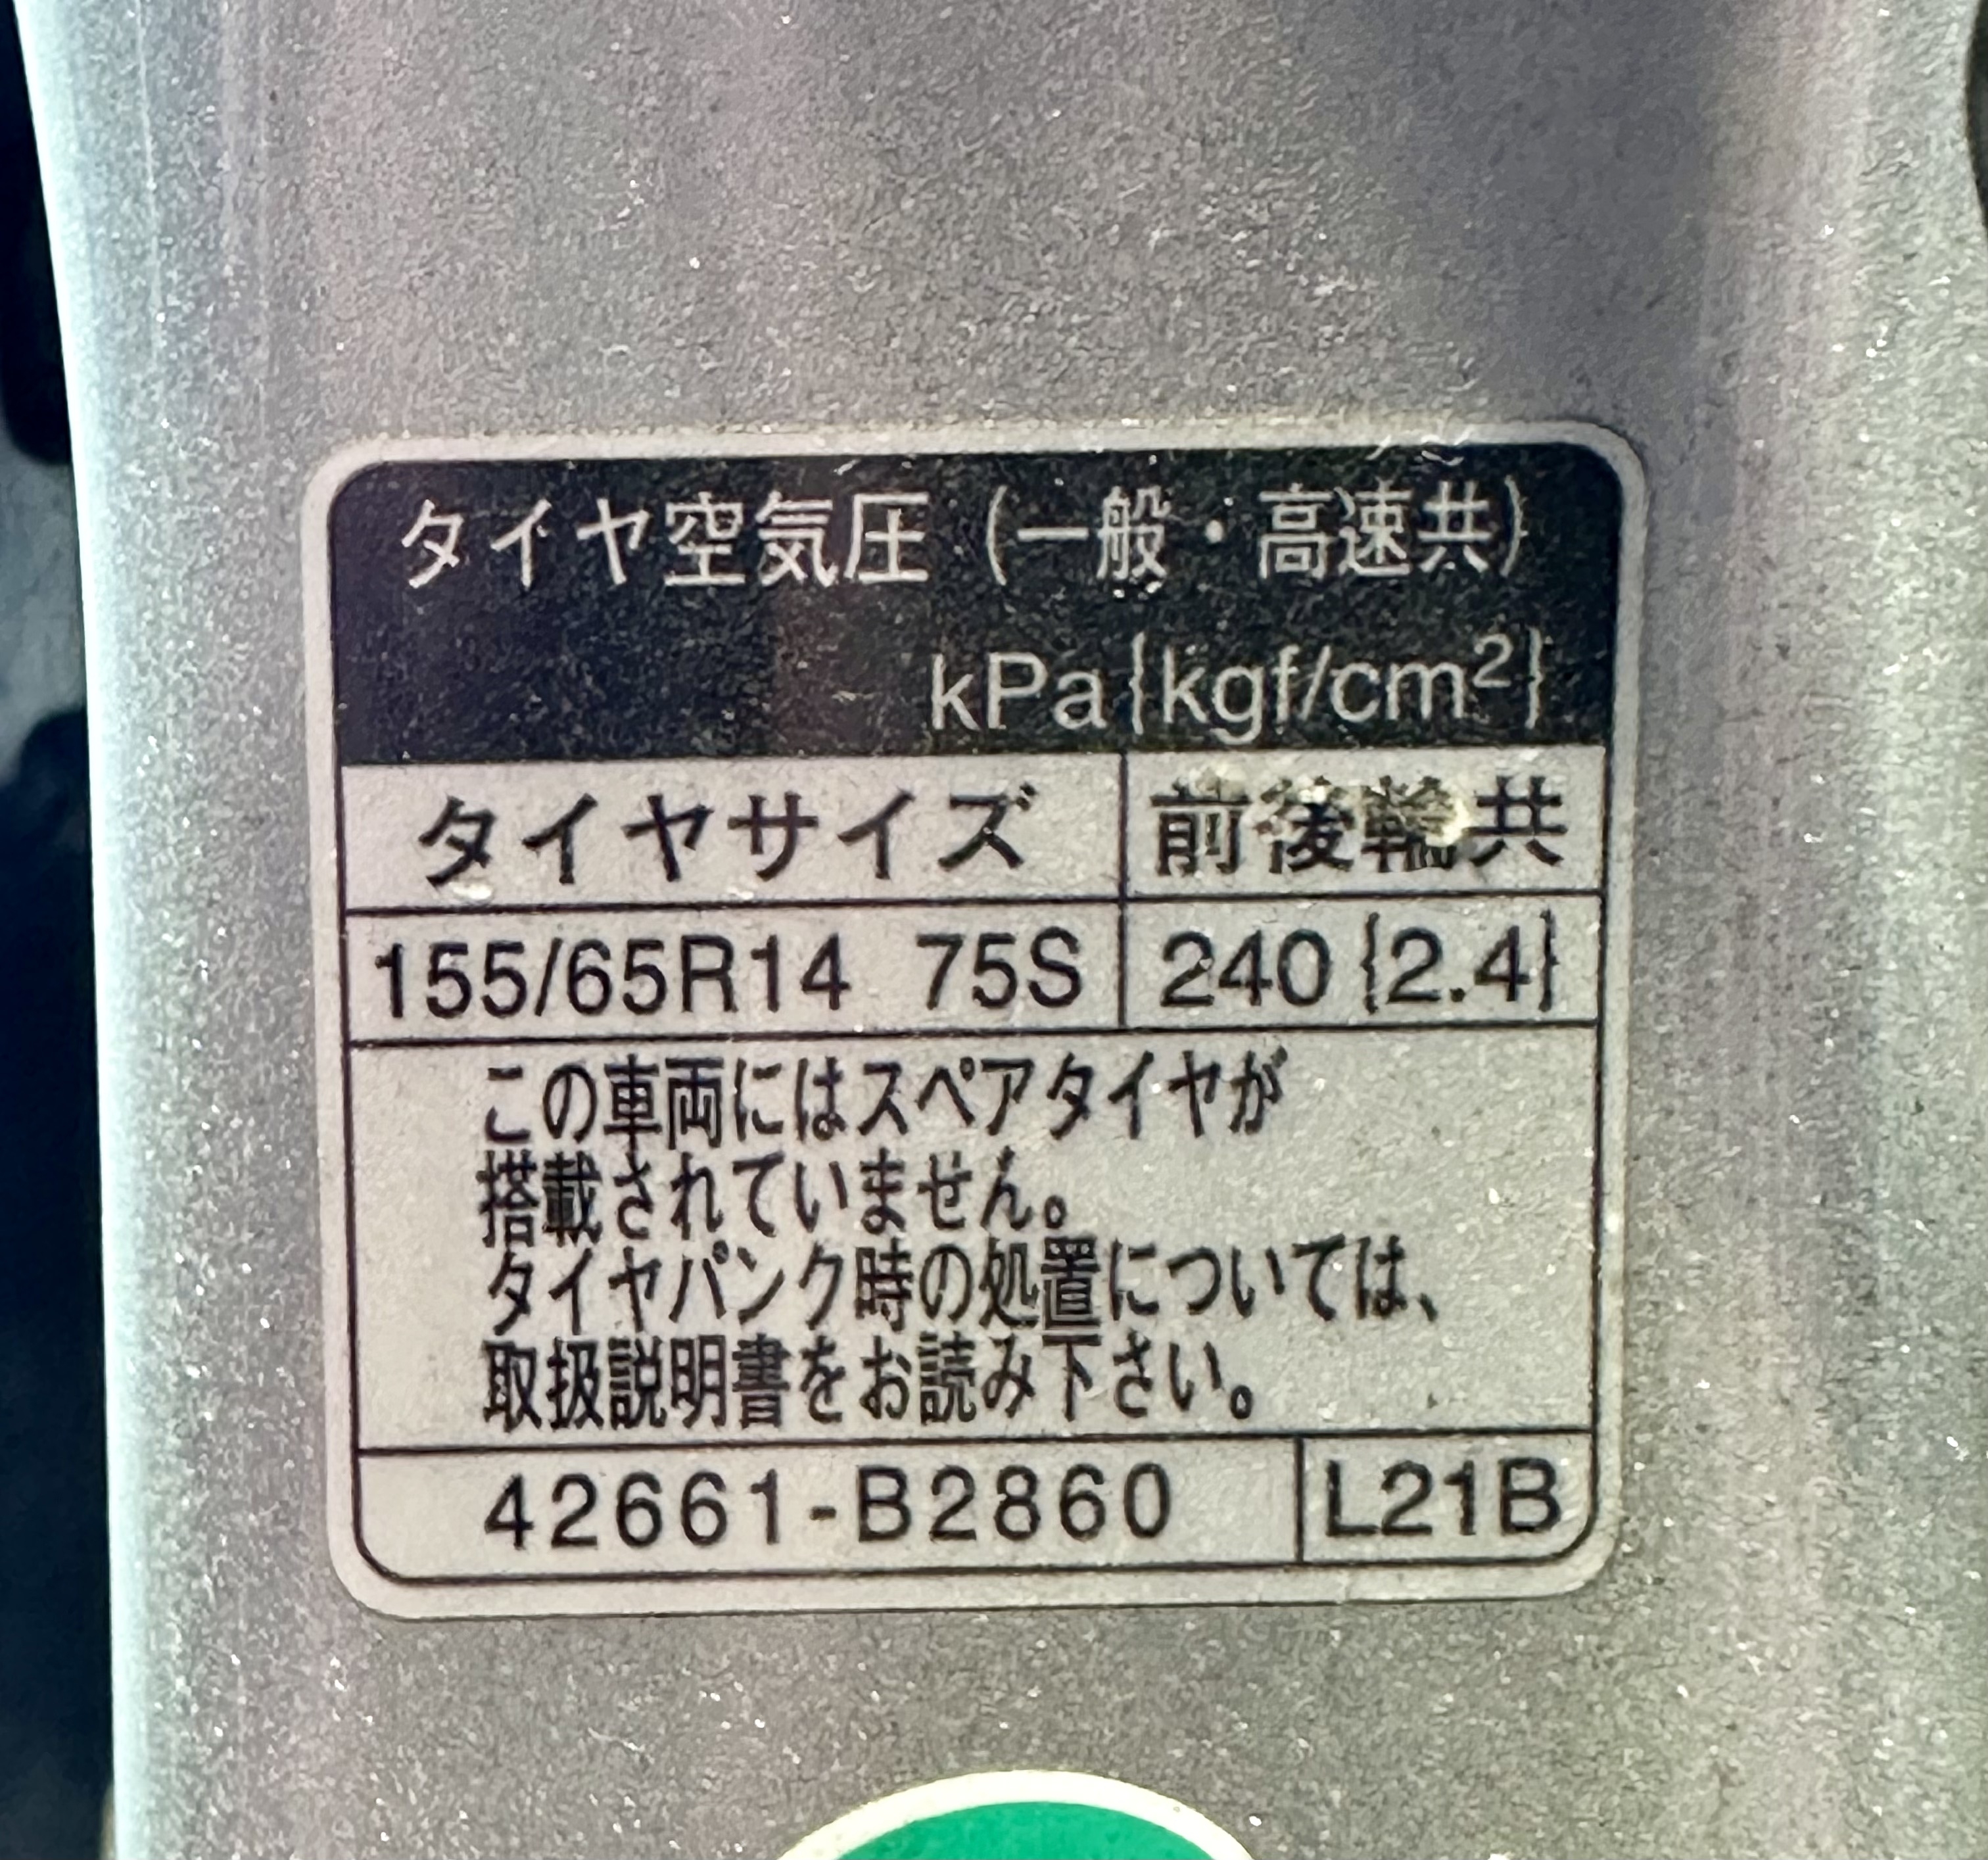 タイヤ空気圧(一般・高速共)
kPa{kgf/cm²}
タイヤサイズ 前後輪共
155/65R14 75S 240{2.4}
この車両にはスペアタイヤが
搭載されていません。
タイヤパンク時の処置については、
取扱説明書をお読み下さい。
42661-B2860 L21B